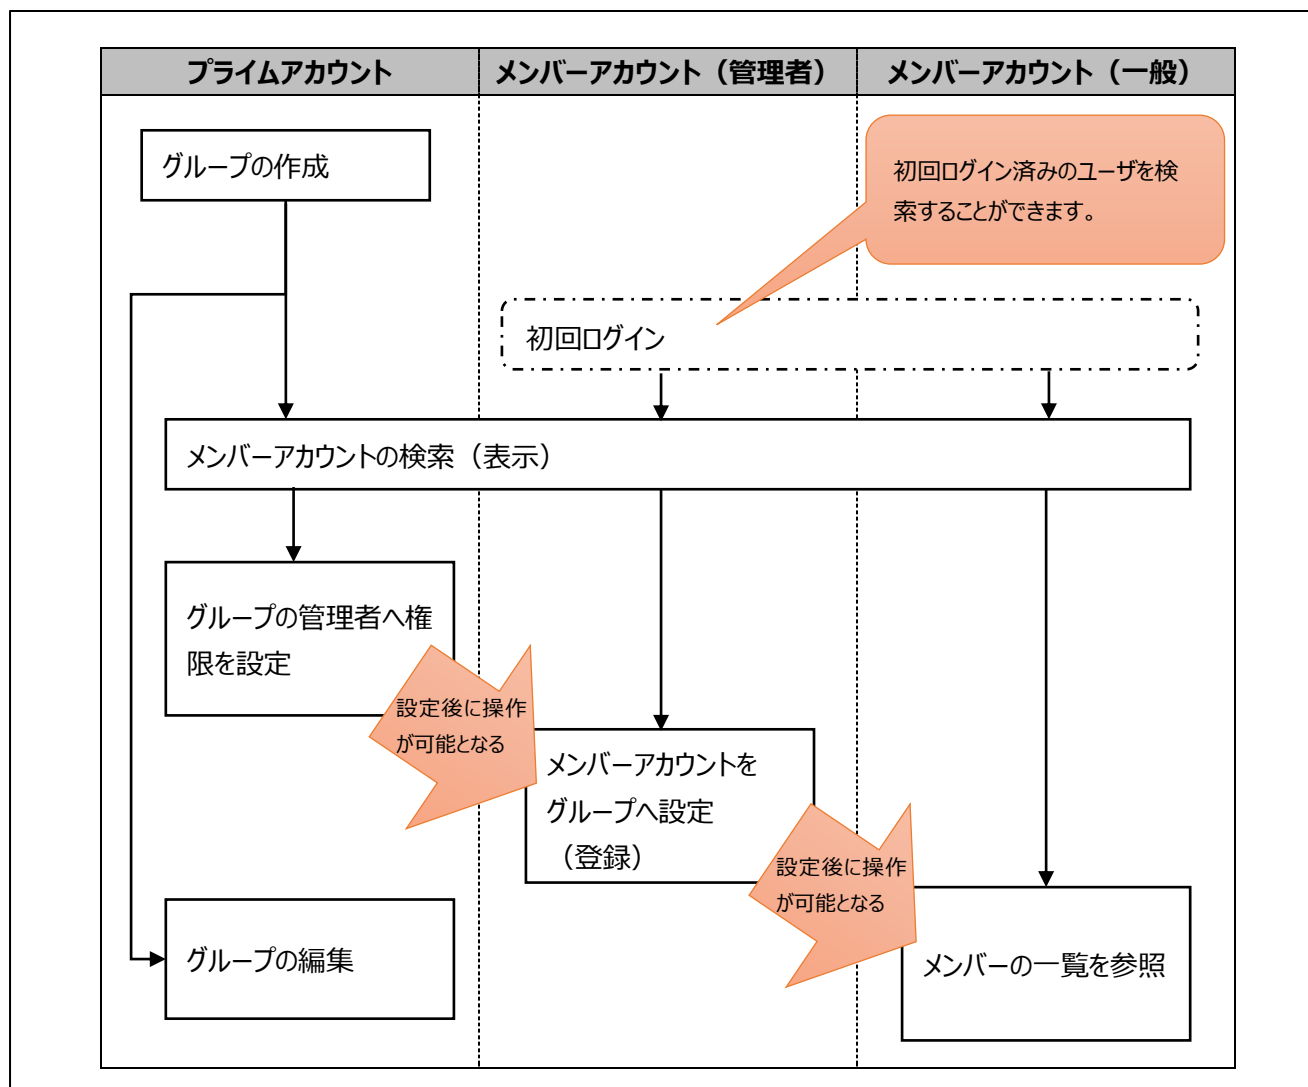 プライムアカウント
メンバーアカウント（管理者）
メンバーアカウント（一般）
グループの作成
初回ログイン済みのユーザを検
索することができます。
初回ログイン
メンバーアカウントの検索（表示）
グループの管理者へ権
限を設定
設定後に操作
が可能となる
メンバーアカウントを
グループへ設定
（登録）
設定後に操作
が可能となる
グループの編集
メンバーの一覧を参照